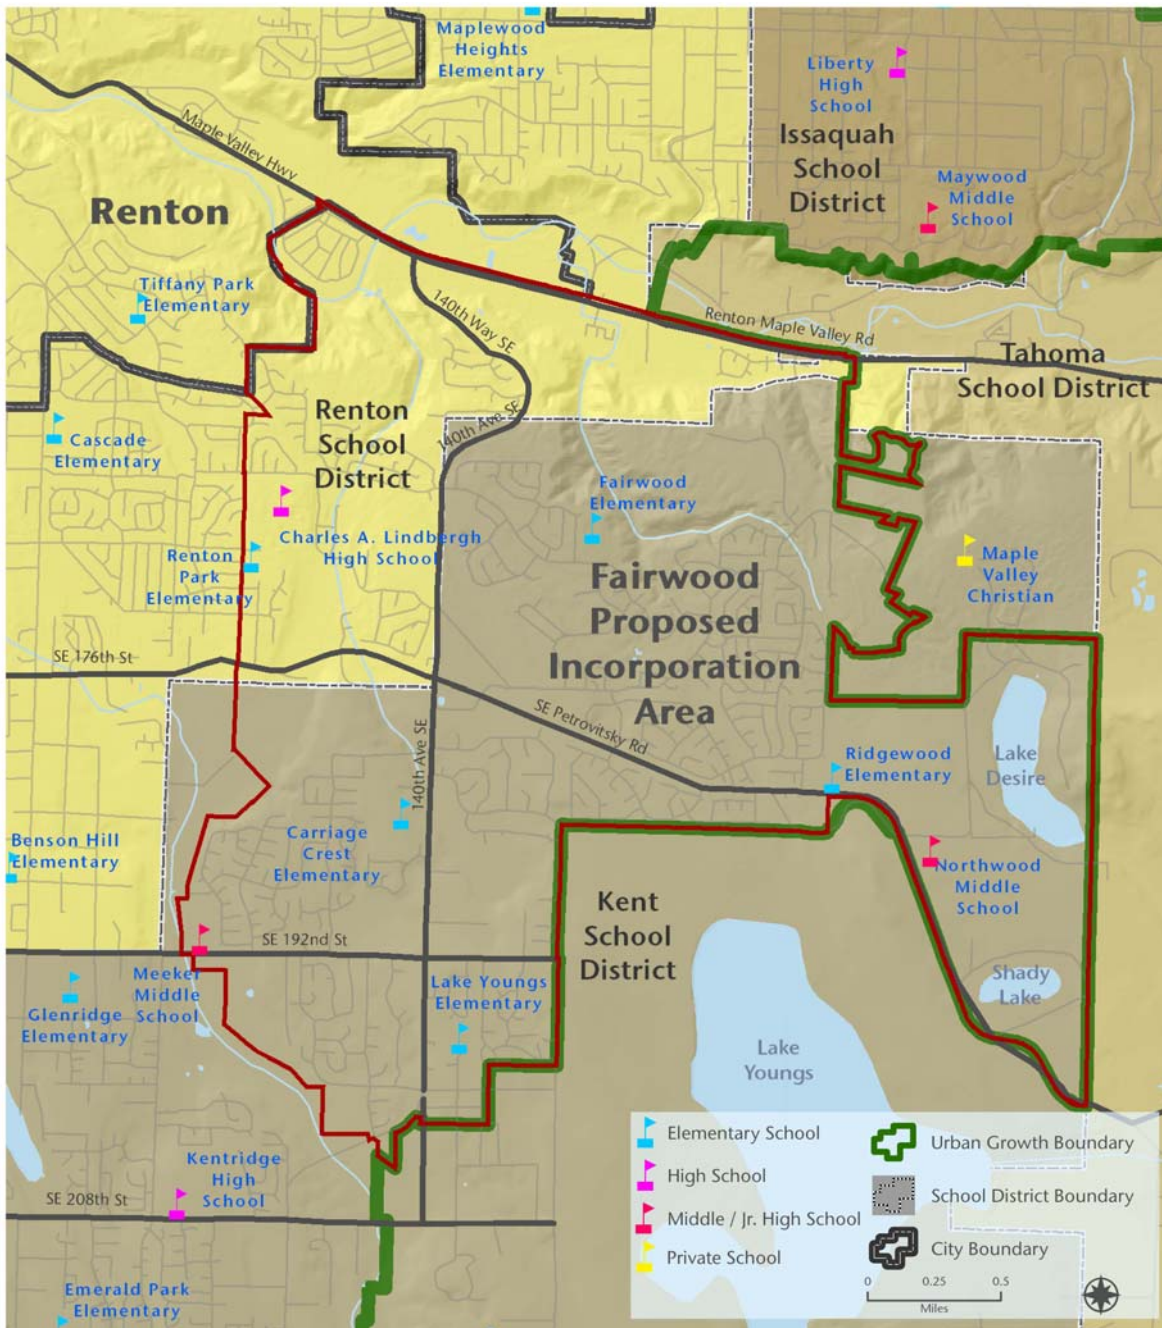 Maplewood
Heights
Elementary
Liberty
High
School
Issaquah
School
District
Maywood
Middle
School
Maple Valley Hwy
Renton
Tiffany Park
Elementary
140th Way SE
Renton Maple Valley Rd
Tahoma
School District
Renton
School
District
140th Ave SE
Cascade
Elementary
Fairwood
Elementary
Charles A. Lindbergh
High School
Renton
Park
Elementary
Maple
Valley
Christian
Fairwood
Proposed
Incorporation
Area
SE 176th St
SE Petrovitsky Rd
140th Ave SE
Ridgewood
Elementary
Lake
Desire
Benson Hill
Elementary
Carriage
Crest
Elementary
Northwood
Middle
School
Kent
School
District
SE 192nd St
Meeker
Middle
School
Glenridge
Elementary
Lake Youngs
Elementary
Shady
Lake
Lake
Youngs
Kentridge
High
School
SE 208th St
Emerald Park
Elementary
Elementary School
High School
Middle / Jr. High School
Private School
Urban Growth Boundary
School District Boundary
City Boundary
0 0.25 0.5
Miles